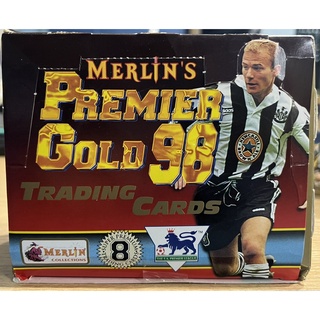 MERLIN'S
PREMIER
GOLD 98
TRADING
CARDS
MERLIN
COLLECTIONS
8